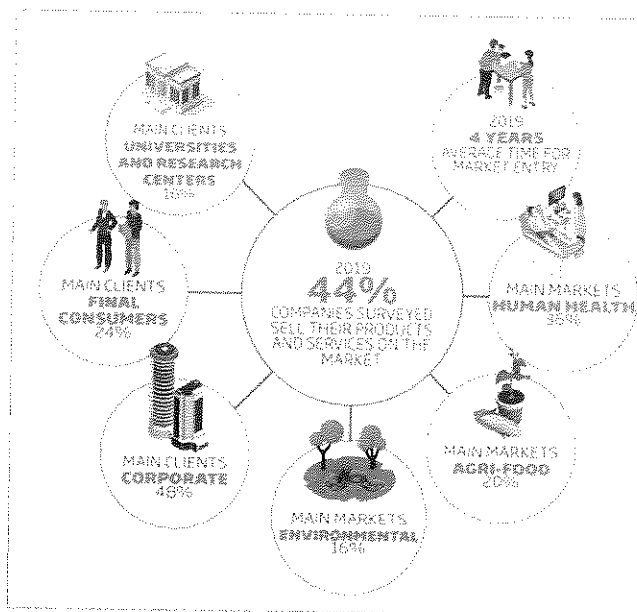 MAIN CLIENTS
UNIVERSITIES
AND RESEARCH
CENTERS
2019
4 YEARS
AVERAGE TIME FOR
MARKET ENTRY
MAIN CLIENTS
FINAL
CONSUMERS
24%
2019
44%
COMPANIES SURVEYED
SELL THEIR PRODUCTS
AND SERVICES ON THE
MARKET
MAIN MARKETS
HUMAN HEALTH
MAIN CLIENTS
CORPORATE
48%
MAIN MARKETS
ENVIRONMENTAL
16%
MAIN MARKETS
AGRI-FOOD
20%